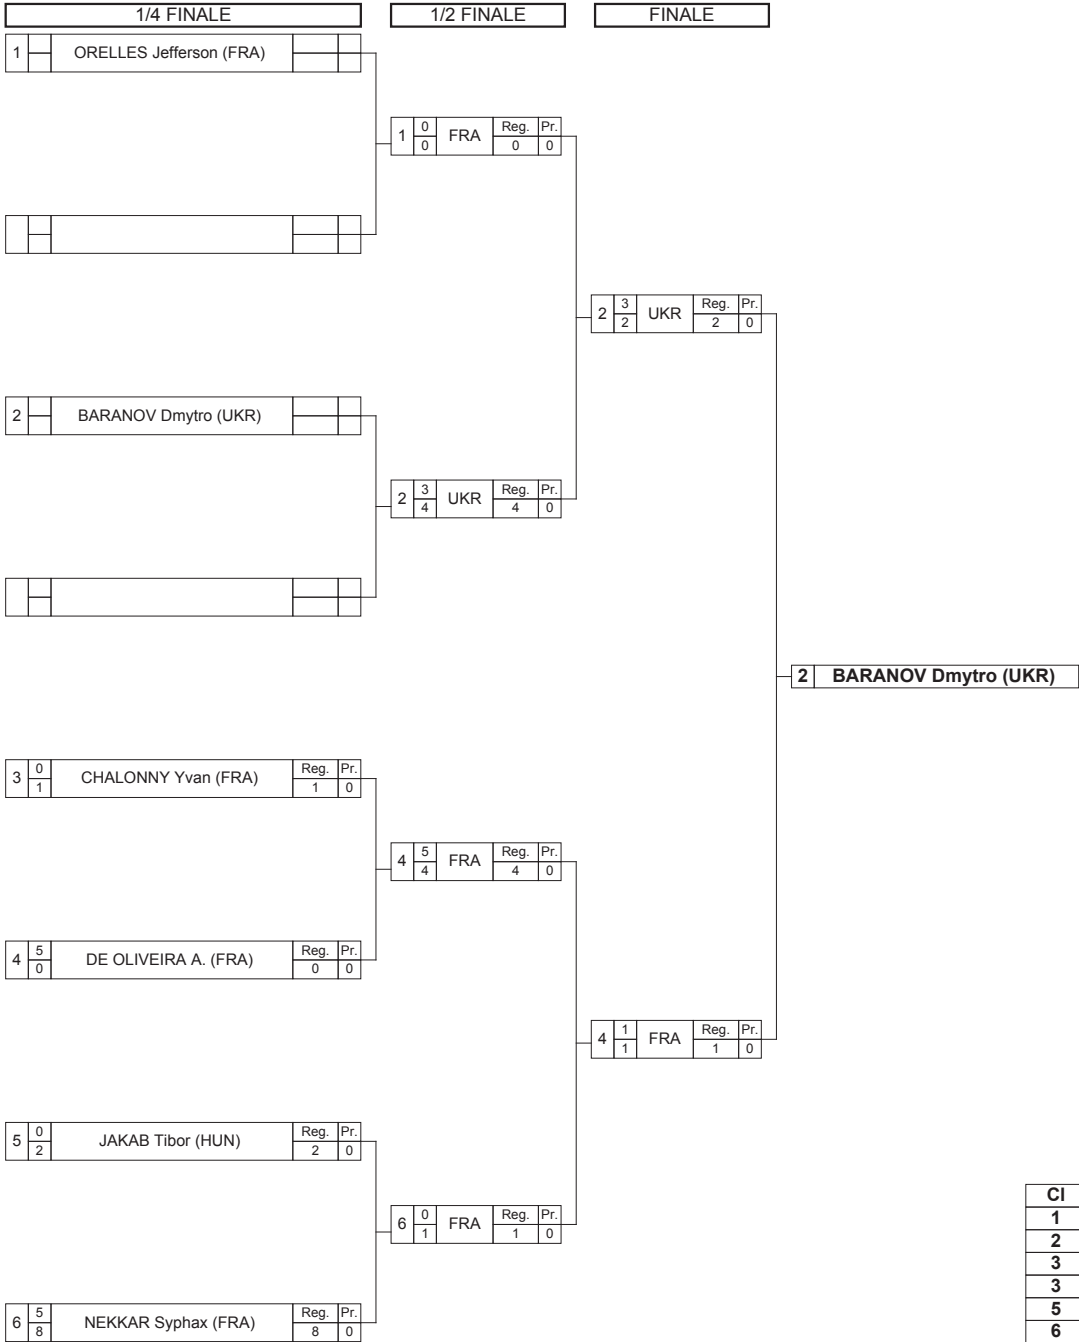 1/4 FINALE 1/2 FINALE FINALE
1 ORELLES Jefferson (FRA)
1 0 FRA Reg. Pr.
0 0 0
3 UKR Reg. Pr.
2 2 2 0
2 BARANOV Dmytro (UKR)
2 3 UKR Reg. Pr.
4 4 0
2 BARANOV Dmytro (UKR)
3 0 CHALONNY Yvan (FRA) Reg. Pr.
1 1 0
4 5 FRA Reg. Pr.
4 4 0
4 5 DE OLIVEIRA A. (FRA) Reg. Pr.
0 0 0
4 1 FRA Reg. Pr.
1 1 0
5 0 JAKAB Tibor (HUN) Reg. Pr.
2 2 0
Cl
1
6 0 FRA Reg. Pr.
1 1 0
2
3
3
5
6 5 NEKKAR Syphax (FRA) Reg. Pr.
8 8 0
6